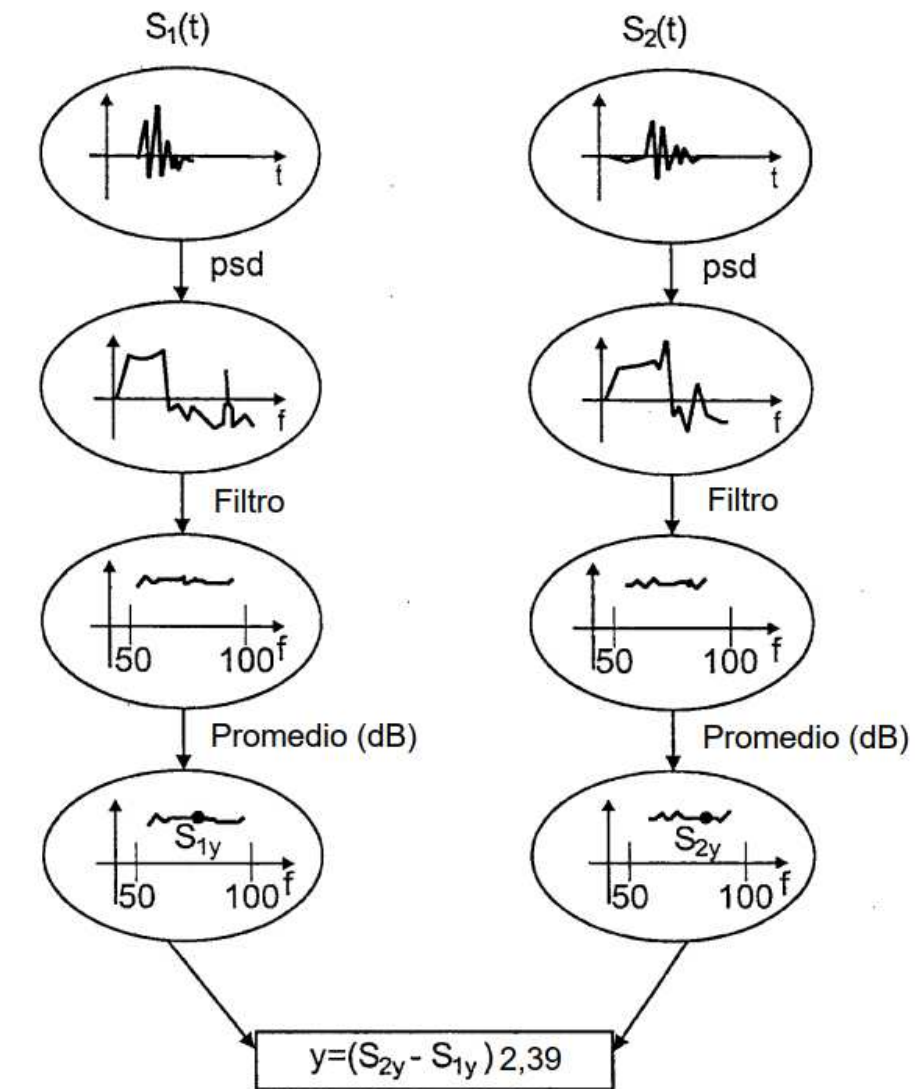 S₁(t) S₂(t)
t t
psd psd
f f
Filtro Filtro
50 100 f 50 100 f
Promedio (dB) Promedio (dB)
S₁y S₂y
50 100 f 50 100 f
y=(S₂y - S₁y) 2,39